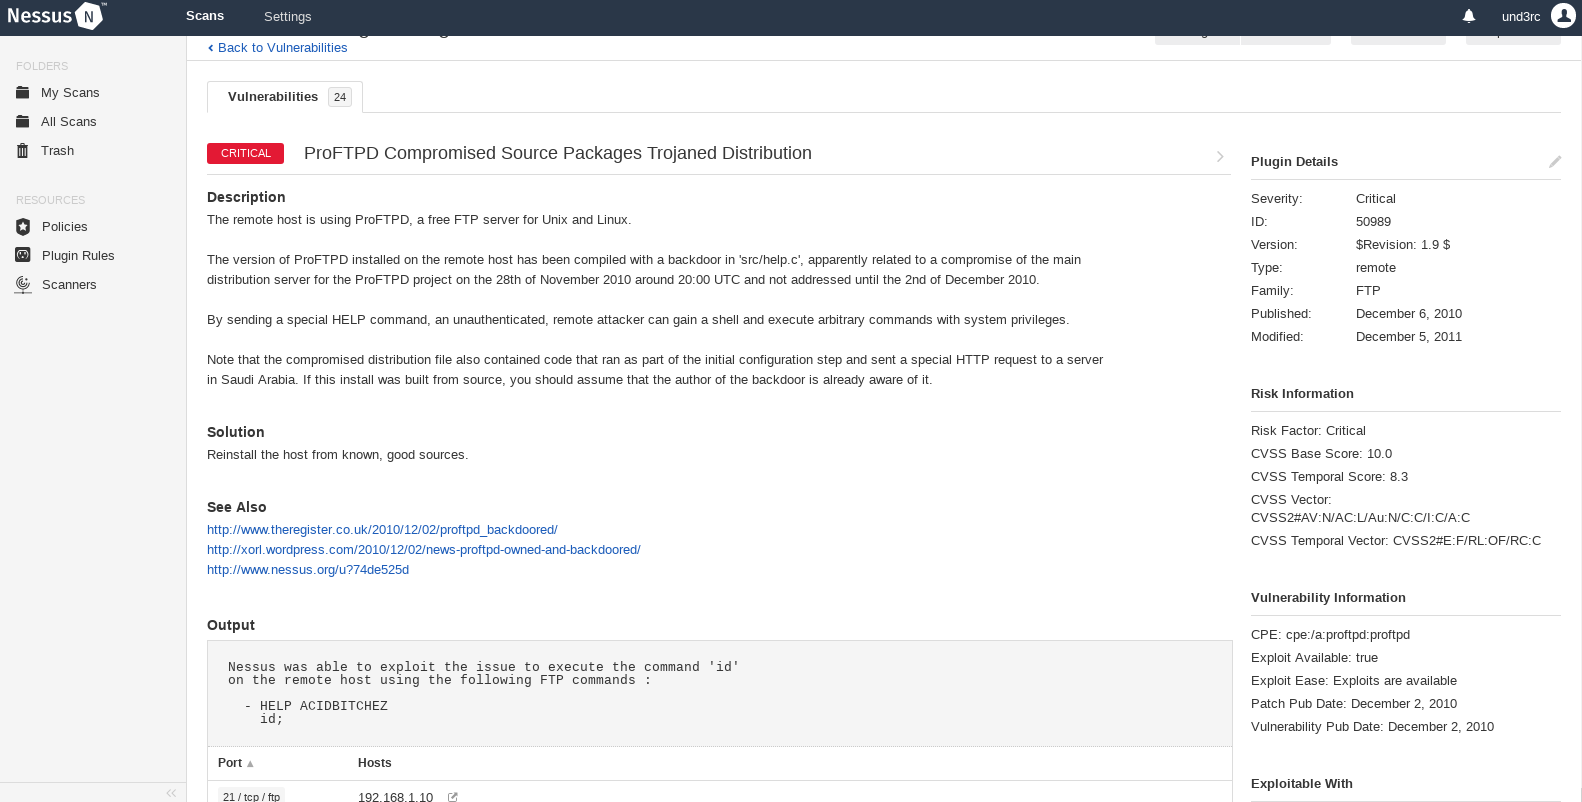 Nessus N ™
Scans
Settings
und3rc
Back to Vulnerabilities
FOLDERS
My Scans
All Scans
Trash
RESOURCES
Policies
Plugin Rules
Scanners
Vulnerabilities 24
CRITICAL
ProFTPD Compromised Source Packages Trojaned Distribution
Description
The remote host is using ProFTPD, a free FTP server for Unix and Linux.
The version of ProFTPD installed on the remote host has been compiled with a backdoor in 'src/help.c', apparently related to a compromise of the main
distribution server for the ProFTPD project on the 28th of November 2010 around 20:00 UTC and not addressed until the 2nd of December 2010.
By sending a special HELP command, an unauthenticated, remote attacker can gain a shell and execute arbitrary commands with system privileges.
Note that the compromised distribution file also contained code that ran as part of the initial configuration step and sent a special HTTP request to a server
in Saudi Arabia. If this install was built from source, you should assume that the author of the backdoor is already aware of it.
Solution
Reinstall the host from known, good sources.
See Also
http://www.theregister.co.uk/2010/12/02/proftpd_backdoored/
http://xorl.wordpress.com/2010/12/02/news-proftpd-owned-and-backdoored/
http://www.nessus.org/u?74de525d
Output
Nessus was able to exploit the issue to execute the command 'id'
on the remote host using the following FTP commands :
- HELP ACIDBITCHEZ
id;
Port ▲ Hosts
21 / tcp / ftp 192.168.1.10
Plugin Details
Severity: Critical
ID: 50989
Version: $Revision: 1.9 $
Type: remote
Family: FTP
Published: December 6, 2010
Modified: December 5, 2011
Risk Information
Risk Factor: Critical
CVSS Base Score: 10.0
CVSS Temporal Score: 8.3
CVSS Vector:
CVSS2#AV:N/AC:L/Au:N/C:C/I:C/A:C
CVSS Temporal Vector: CVSS2#E:F/RL:OF/RC:C
Vulnerability Information
CPE: cpe:/a:proftpd:proftpd
Exploit Available: true
Exploit Ease: Exploits are available
Patch Pub Date: December 2, 2010
Vulnerability Pub Date: December 2, 2010
Exploitable With